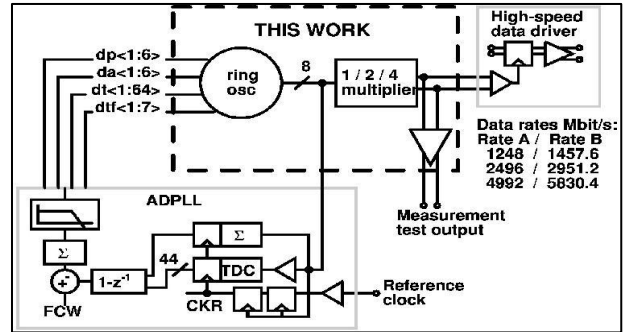 THIS WORK
High-speed
data driver
dp<1:6>
da<1:6>
dt<1:64>
dtf<1:7>
ring
osc
8
1 / 2 / 4
multiplier
Data rates Mbit/s:
Rate A / Rate B
1248 / 1457.6
2496 / 2951.2
4992 / 5830.4
Measurement
test output
ADPLL
Σ
Σ
44
TDC
+
-
1-z⁻¹
FCW
CKR
Reference
clock